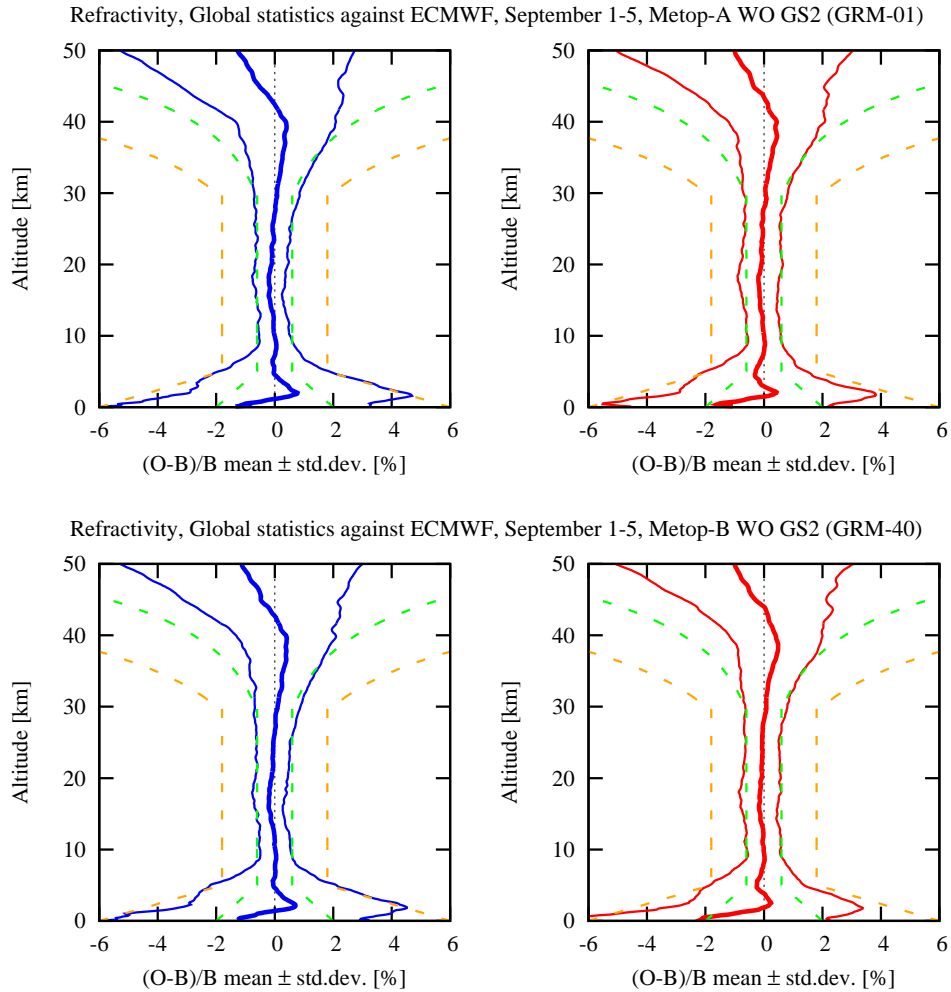 Refractivity, Global statistics against ECMWF, September 1-5, Metop-A WO GS2 (GRM-01)
50
40
30
20
10
0
Altitude [km]
-6 -4 -2 0 2 4 6
(O-B)/B mean ± std.dev. [%]
50
40
30
20
10
0
Altitude [km]
-6 -4 -2 0 2 4 6
(O-B)/B mean ± std.dev. [%]
Refractivity, Global statistics against ECMWF, September 1-5, Metop-B WO GS2 (GRM-40)
50
40
30
20
10
0
Altitude [km]
-6 -4 -2 0 2 4 6
(O-B)/B mean ± std.dev. [%]
50
40
30
20
10
0
Altitude [km]
-6 -4 -2 0 2 4 6
(O-B)/B mean ± std.dev. [%]